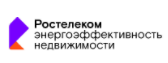 Ростелеком
энергоэффективность
недвижимости